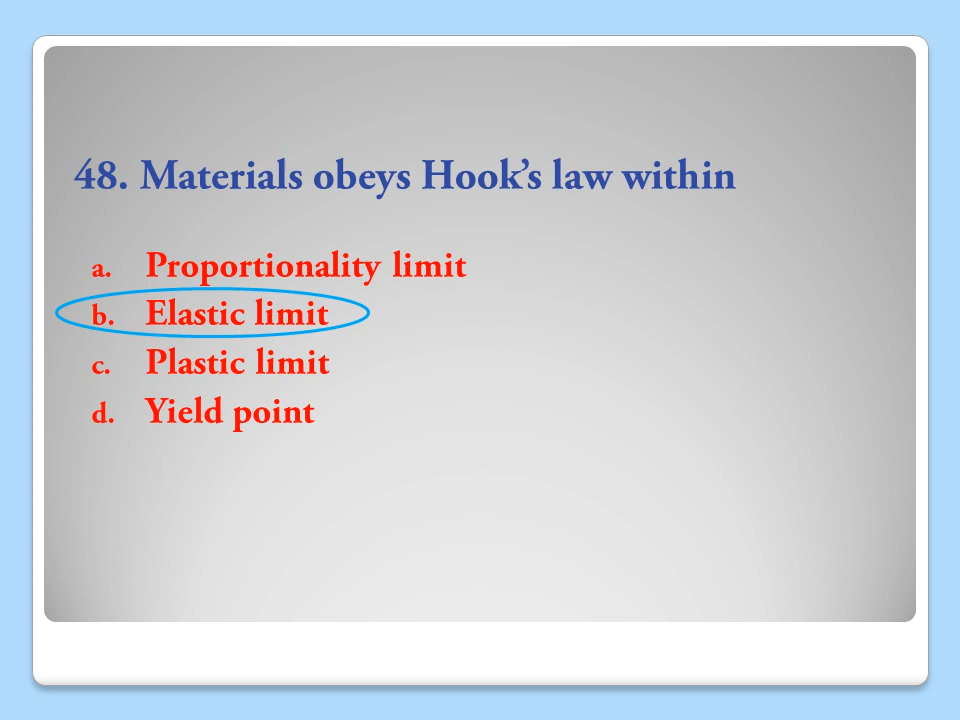 48. Materials obeys Hook’s law within
a. Proportionality limit
b. Elastic limit
c. Plastic limit
d. Yield point